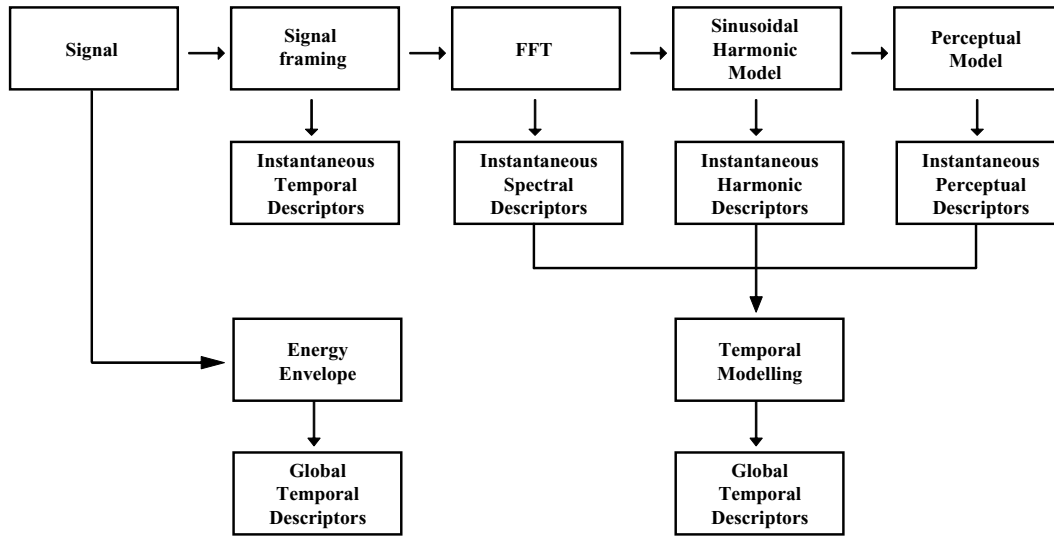 Signal
Signal
framing
FFT
Sinusoidal
Harmonic
Model
Perceptual
Model
Instantaneous
Temporal
Descriptors
Instantaneous
Spectral
Descriptors
Instantaneous
Harmonic
Descriptors
Instantaneous
Perceptual
Descriptors
Energy
Envelope
Temporal
Modelling
Global
Temporal
Descriptors
Global
Temporal
Descriptors